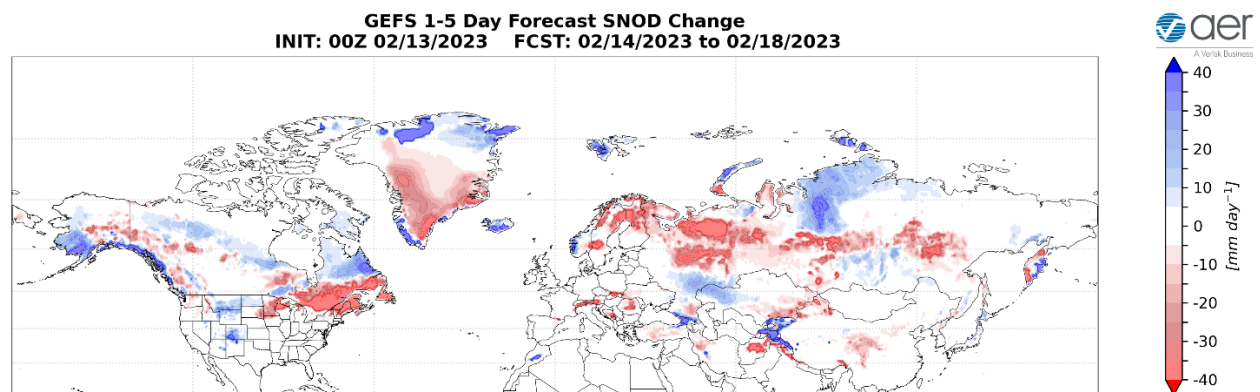 GEFS 1-5 Day Forecast SNOD Change
INIT: 00Z 02/13/2023 FCST: 02/14/2023 to 02/18/2023
aer
A Verisk Business
40
30
20
10
0
-10
-20
-30
-40
[mm day⁻¹]